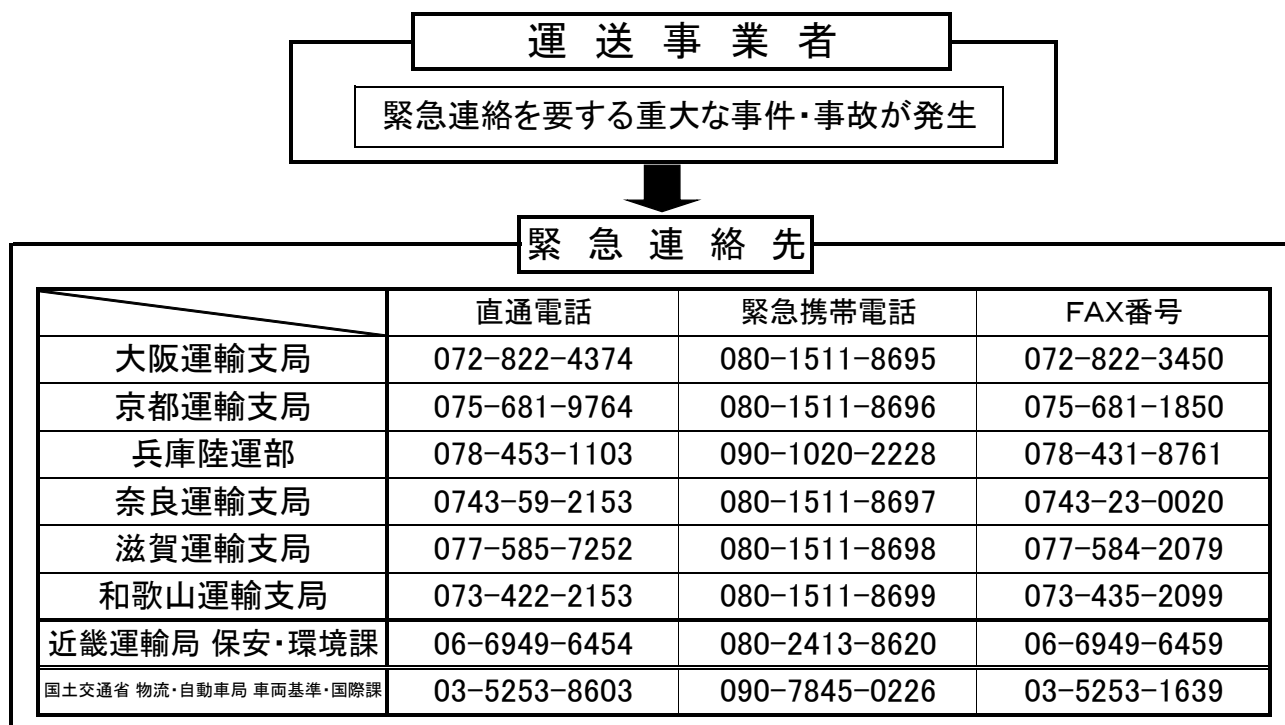 運送事業者
緊急連絡を要する重大な事件・事故が発生
緊急連絡先
直通電話 緊急携帯電話 FAX番号
大阪運輸支局 072-822-4374 080-1511-8695 072-822-3450
京都運輸支局 075-681-9764 080-1511-8696 075-681-1850
兵庫陸運部 078-453-1103 090-1020-2228 078-431-8761
奈良運輸支局 0743-59-2153 080-1511-8697 0743-23-0020
滋賀運輸支局 077-585-7252 080-1511-8698 077-584-2079
和歌山運輸支局 073-422-2153 080-1511-8699 073-435-2099
近畿運輸局 保安・環境課 06-6949-6454 080-2413-8620 06-6949-6459
国土交通省 物流・自動車局 車両基準・国際課 03-5253-8603 090-7845-0226 03-5253-1639